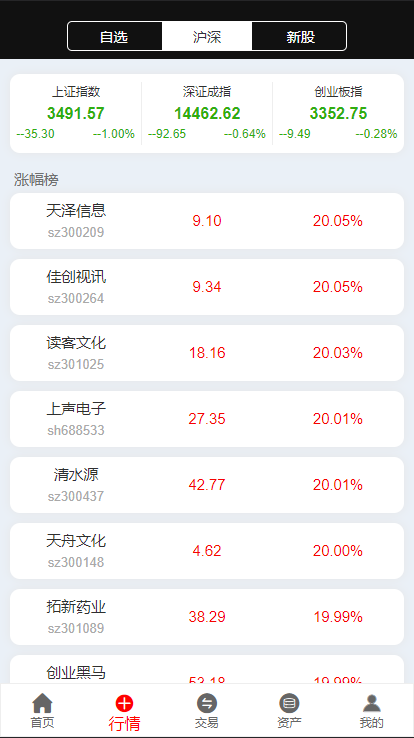 自选 沪深 新股
上证指数 深证成指 创业板指
3491.57 14462.62 3352.75
--35.30 --1.00% --92.65 --0.64% --9.49 --0.28%
涨幅榜
天泽信息
9.10 20.05%
sz300209
佳创视讯
9.34 20.05%
sz300264
读客文化
18.16 20.03%
sz301025
上声电子
27.35 20.01%
sh688533
清水源
42.77 20.01%
sz300437
天舟文化
4.62 20.00%
sz300148
拓新药业
38.29 19.99%
sz301089
创业黑马
53.18 19.99%
首页 行情 交易 资产 我的